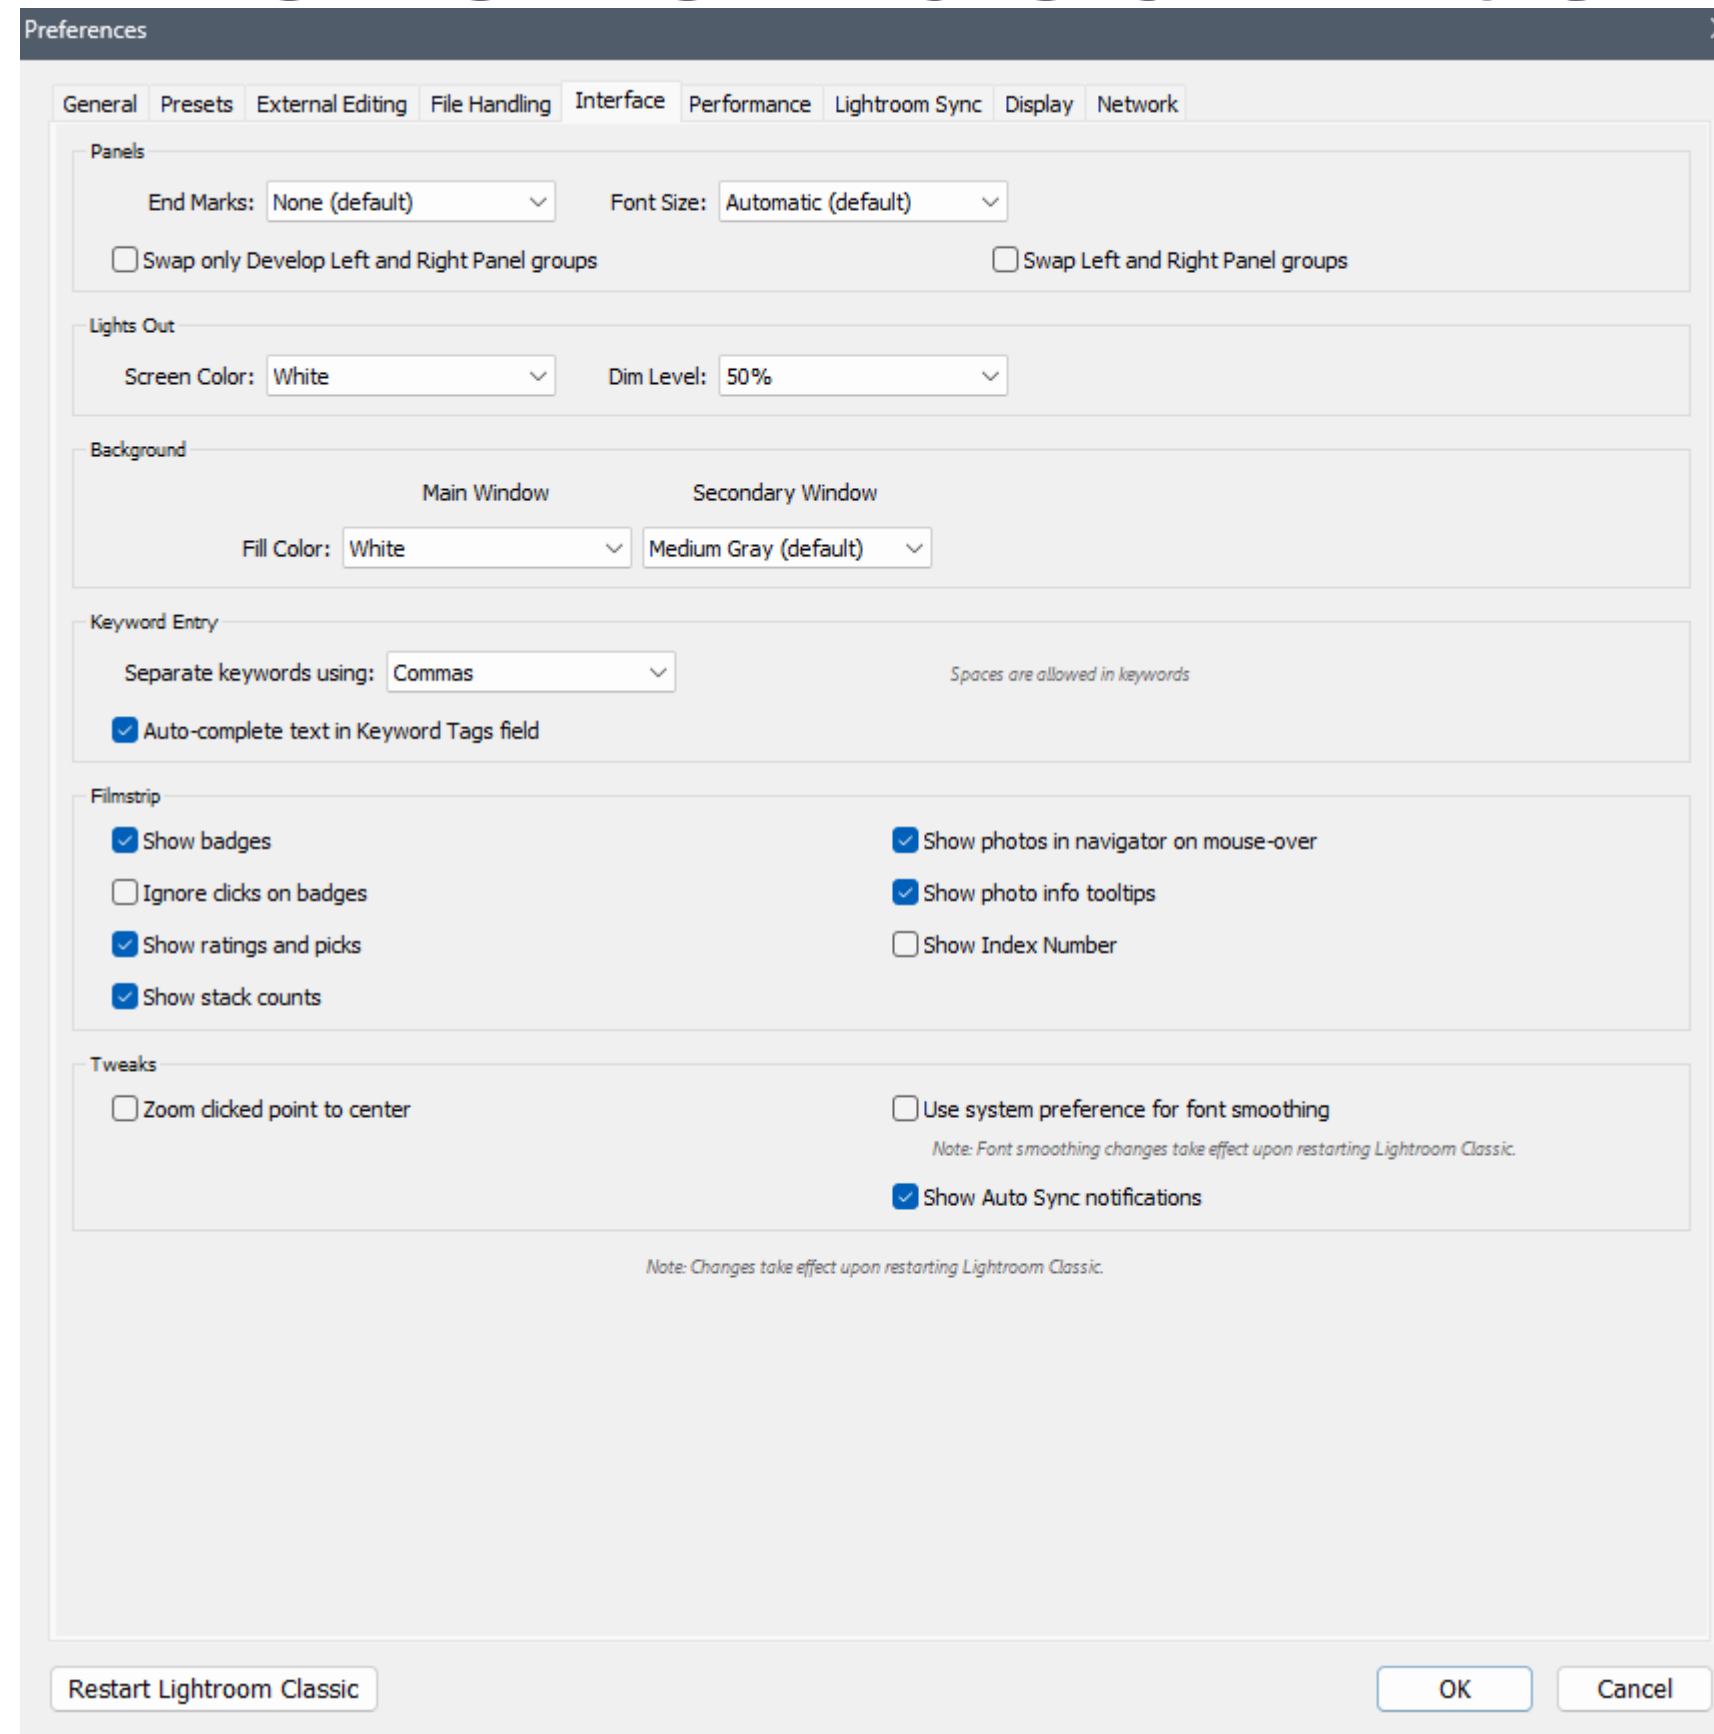 Preferences
General Presets External Editing File Handling Interface Performance Lightroom Sync Display Network
Panels
End Marks: None (default) Font Size: Automatic (default)
Swap only Develop Left and Right Panel groups Swap Left and Right Panel groups
Lights Out
Screen Color: White Dim Level: 50%
Background
Main Window Secondary Window
Fill Color: White Medium Gray (default)
Keyword Entry
Separate keywords using: Commas Spaces are allowed in keywords
Auto-complete text in Keyword Tags field
Filmstrip
Show badges Show photos in navigator on mouse-over
Ignore clicks on badges Show photo info tooltips
Show ratings and picks Show Index Number
Show stack counts
Tweaks
Zoom clicked point to center Use system preference for font smoothing
Note: Font smoothing changes take effect upon restarting Lightroom Classic.
Show Auto Sync notifications
Note: Changes take effect upon restarting Lightroom Classic.
Restart Lightroom Classic OK Cancel